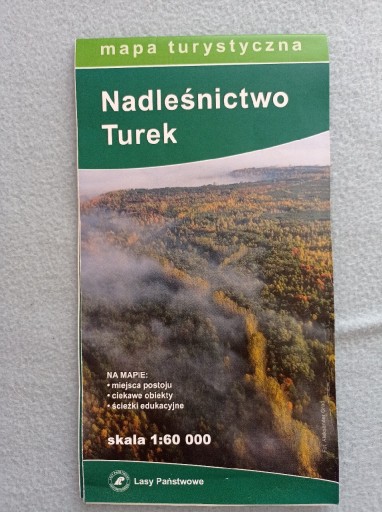 mapa turystyczna
Nadleśnictwo
Turek
NA MAPIE:
• miejsca postoju
• ciekawe obiekty
• ścieżki edukacyjne
skala 1:60 000
Lasy Państwowe